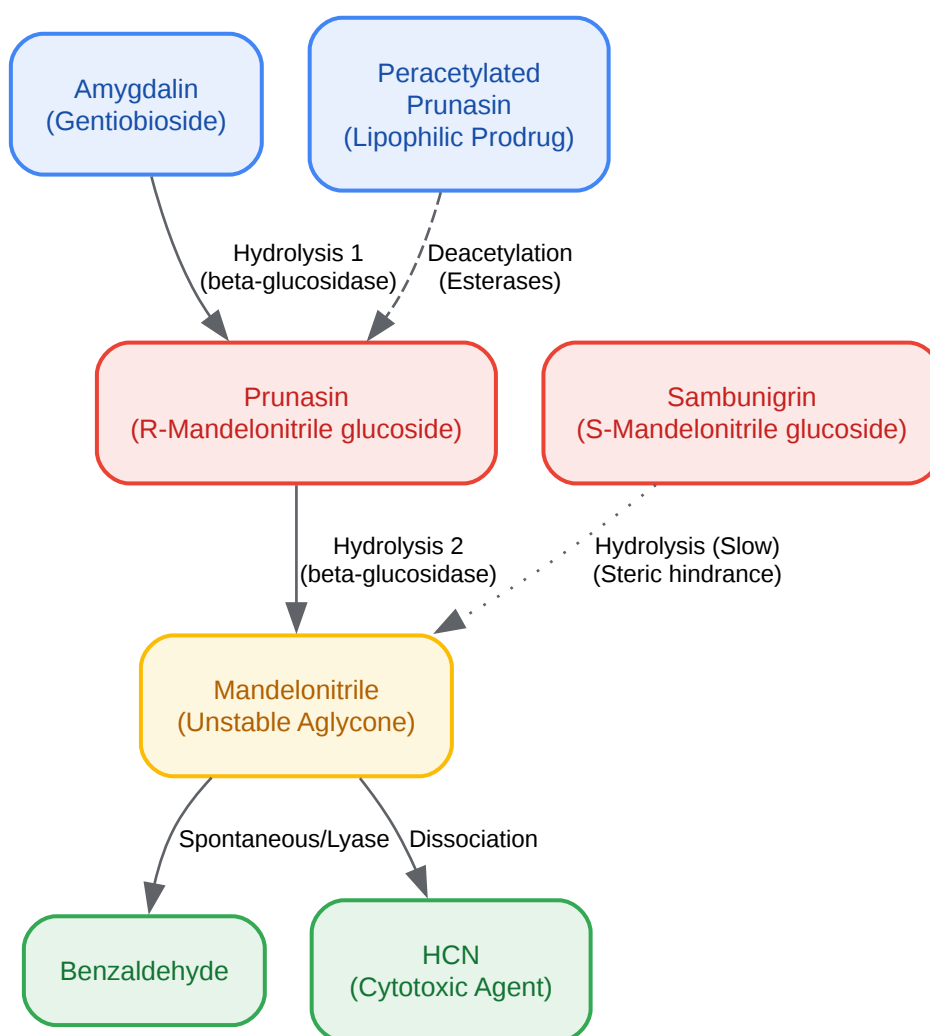 Amygdalin
(Gentiobioside)
Peracetylated
Prunasin
(Lipophilic Prodrug)
Hydrolysis 1
(beta-glucosidase)
Deacetylation
(Esterases)
Prunasin
(R-Mandelonitrile glucoside)
Sambunigrin
(S-Mandelonitrile glucoside)
Hydrolysis 2
(beta-glucosidase)
Hydrolysis (Slow)
(Steric hindrance)
Mandelonitrile
(Unstable Aglycone)
Spontaneous/Lyase
Dissociation
Benzaldehyde
HCN
(Cytotoxic Agent)